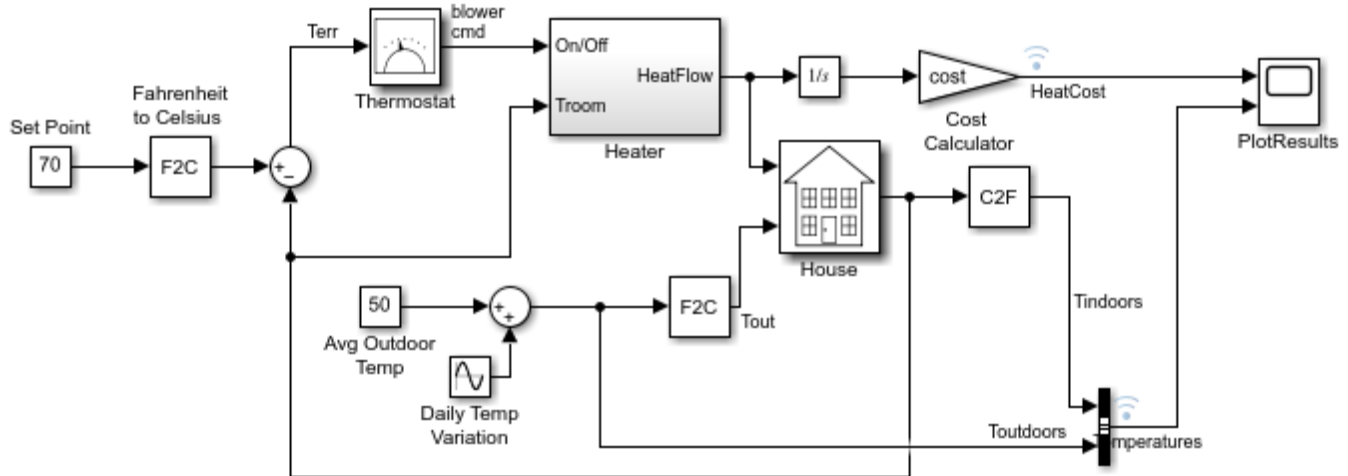 Terr
blower
cmd
On/Off
HeatFlow
Troom
Heater
Thermostat
Fahrenheit
to Celsius
Set Point
70
F2C
+
−
1/s
cost
HeatCost
Cost
Calculator
PlotResults
House
C2F
50
+
+
Avg Outdoor
Temp
Daily Temp
Variation
F2C
Tout
Tindoors
Toutdoors
Temperatures